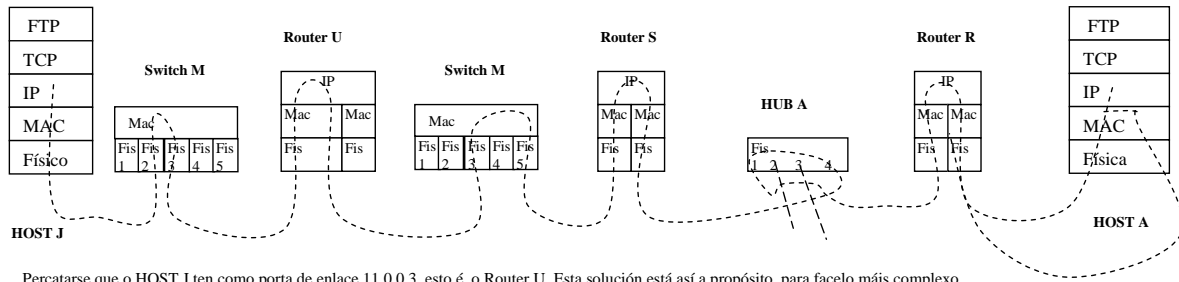 FTP
TCP
IP
MAC
Físico
HOST J
Switch M
Mac
Fis 1
Fis 2
Fis 3
Fis 4
Fis 5
Router U
IP
Mac
Mac
Fis
Fis
Switch M
Mac
Fis 1
Fis 2
Fis 3
Fis 4
Fis 5
Router S
IP
Mac
Mac
Fis
Fis
HUB A
Fis
1 2 3 4
Router R
IP
Mac
Mac
Fis
Fis
FTP
TCP
IP
MAC
Física
HOST A
Percatarse que o HOST J ten como porta de enlace 11.0.0.3, esto é, o Router U. Esta solución está así a propósito, para facelo máis complexo